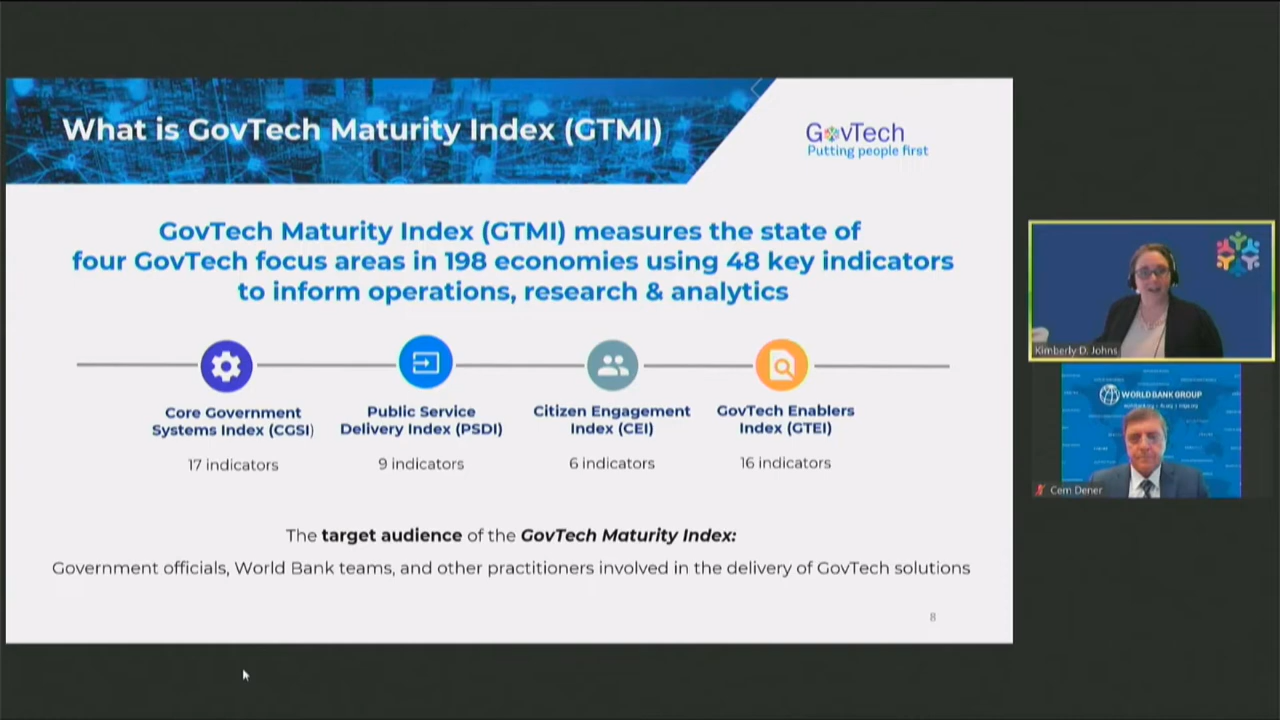 What is GovTech Maturity Index (GTMI)
GovTech
Putting people first
GovTech Maturity Index (GTMI) measures the state of
four GovTech focus areas in 198 economies using 48 key indicators
to inform operations, research & analytics
Core Government
Systems Index (CGSI)
17 indicators
Public Service
Delivery Index (PSDI)
9 indicators
Citizen Engagement
Index (CEI)
6 indicators
GovTech Enablers
Index (GTEI)
16 indicators
The target audience of the GovTech Maturity Index:
Government officials, World Bank teams, and other practitioners involved in the delivery of GovTech solutions
8
Kimberly D. Johns
WORLD BANK GROUP
Cem Dener